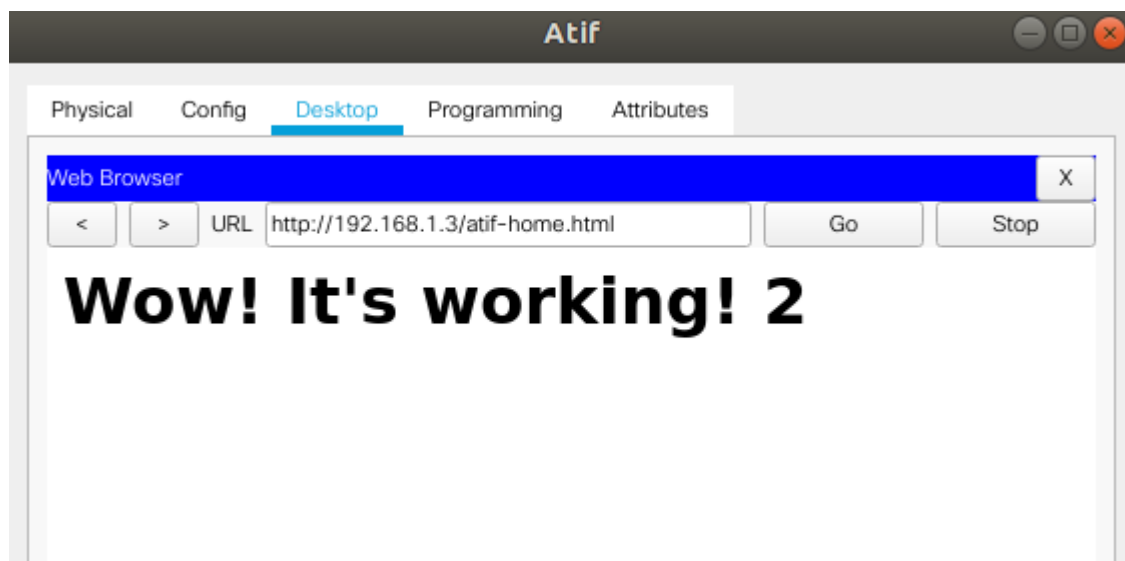 Atif
Physical Config Desktop Programming Attributes
Web Browser X
< > URL http://192.168.1.3/atif-home.html Go Stop
Wow! It's working! 2